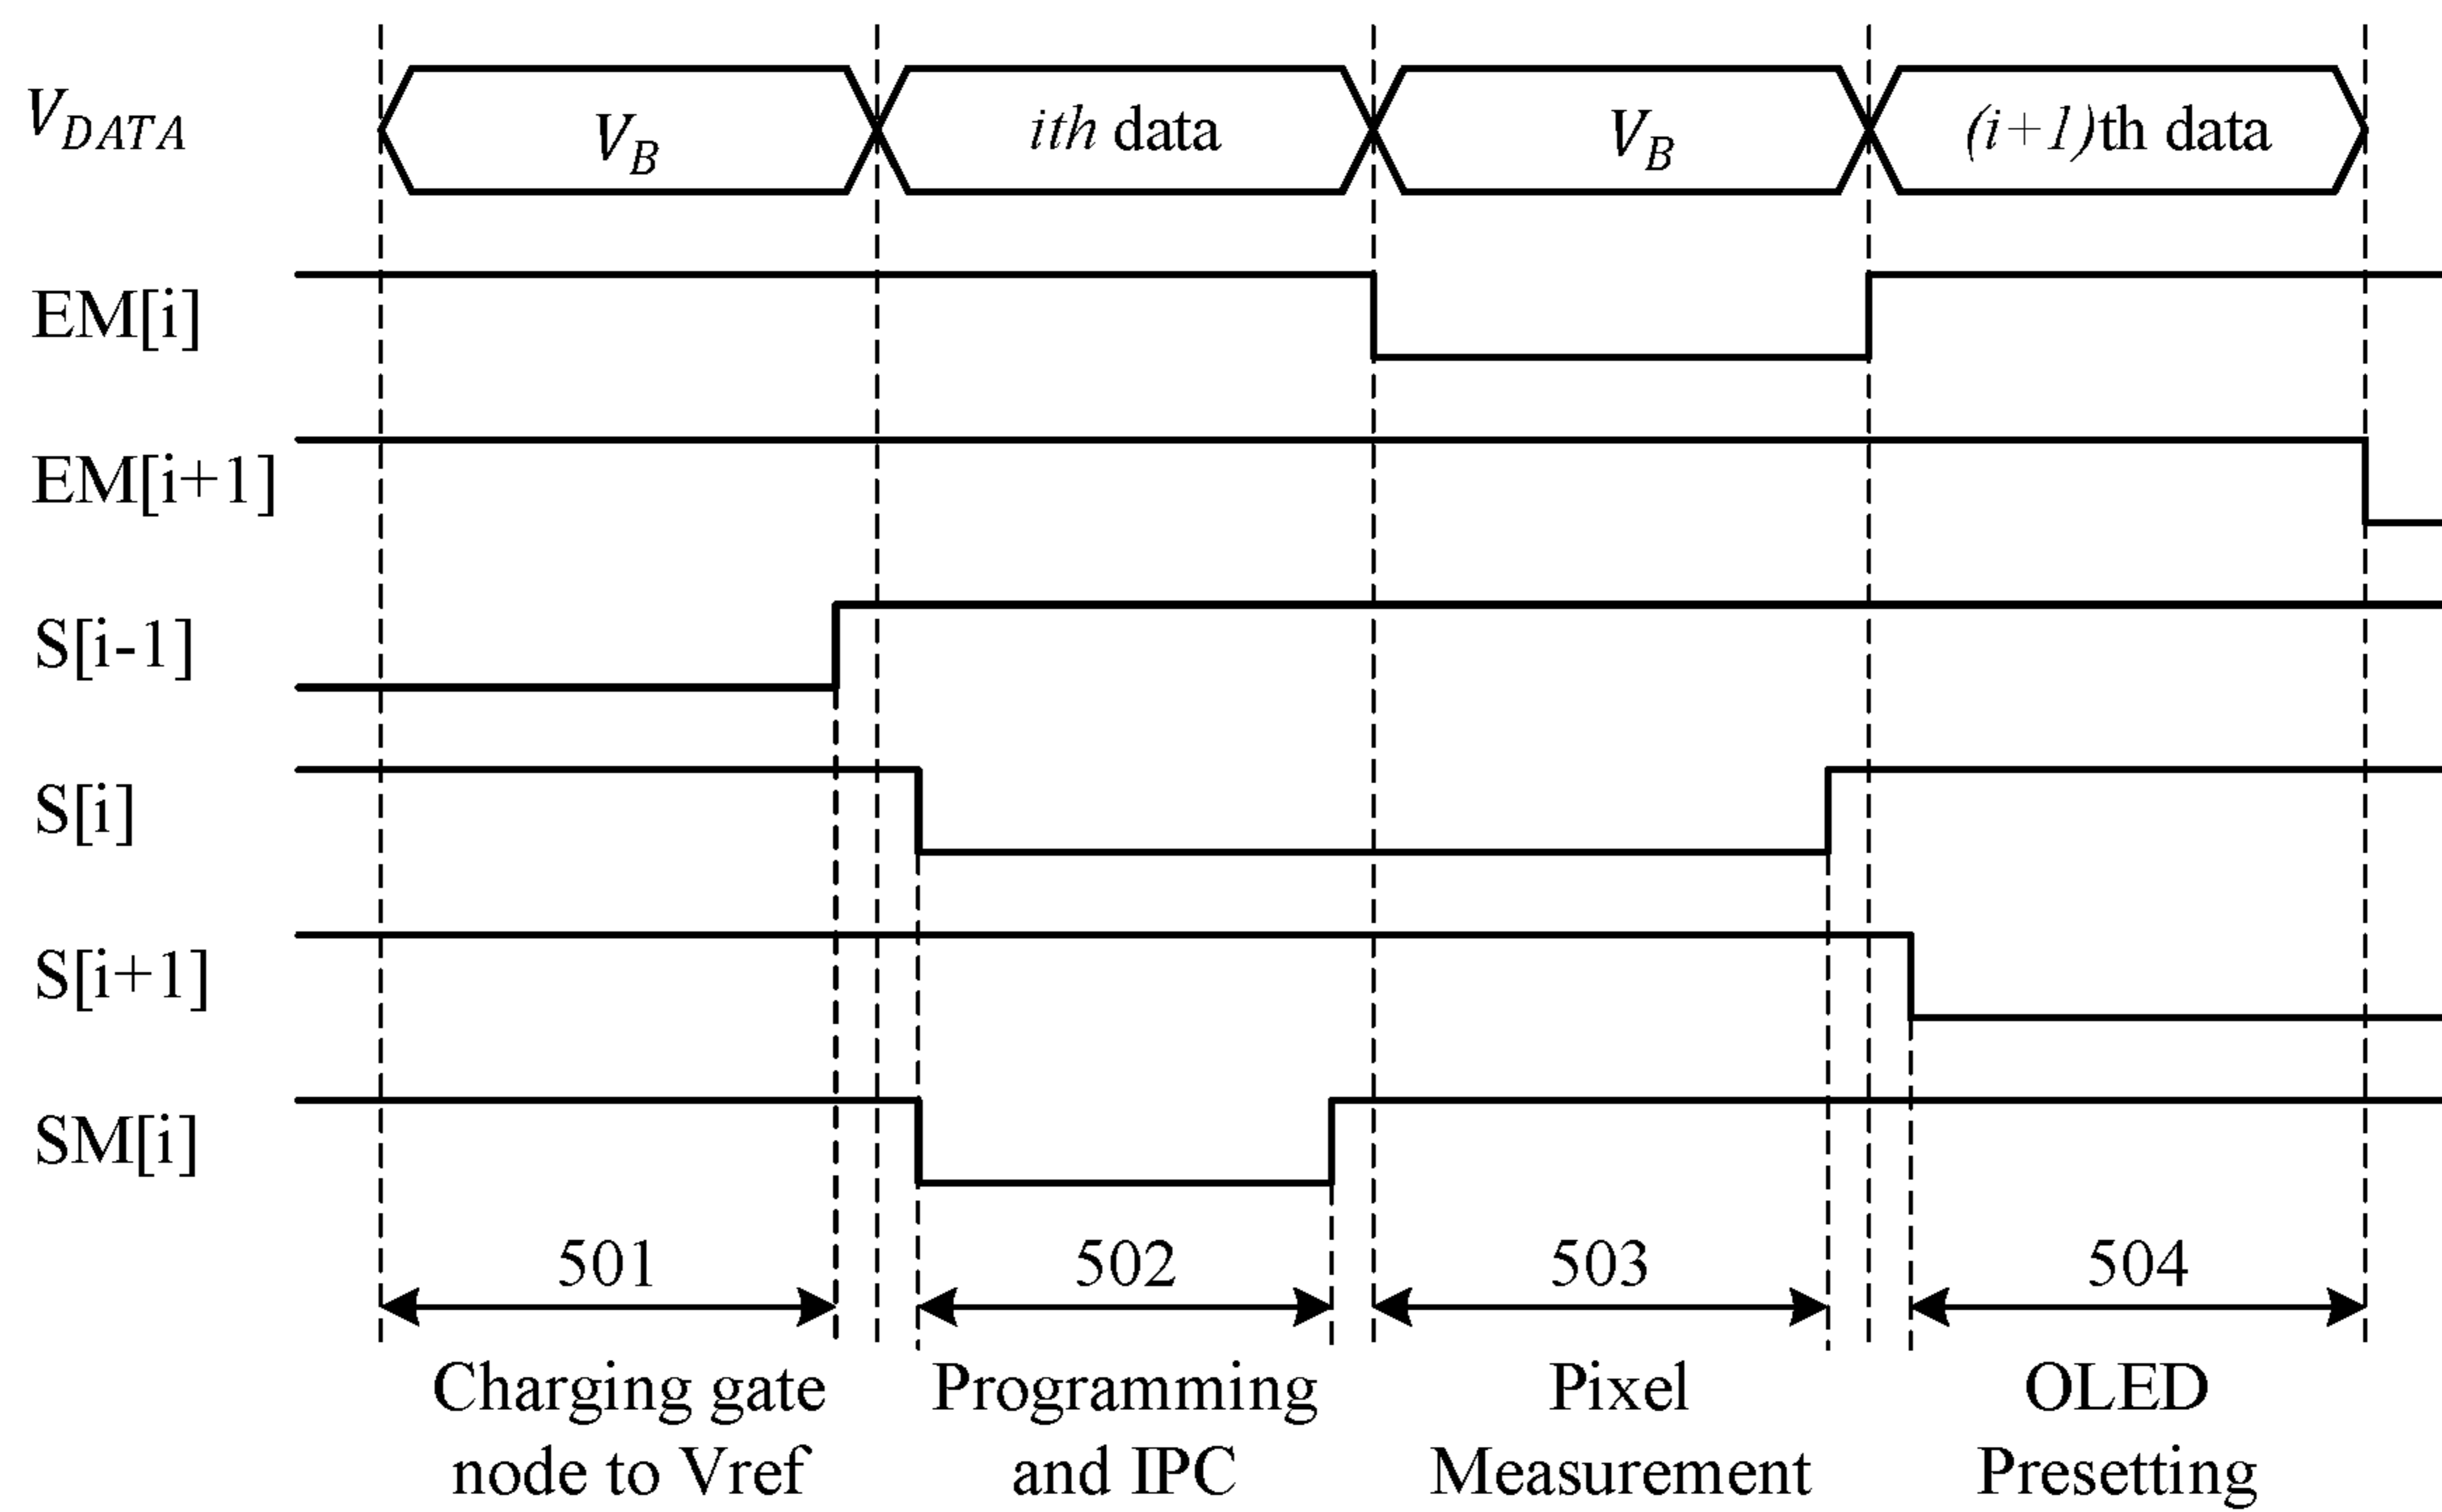 V_DATA V_B ith data V_B (i+1)th data
EM[i]
EM[i+1]
S[i-1]
S[i]
S[i+1]
SM[i]
501 502 503 504
Charging gate Programming Pixel OLED
node to Vref and IPC Measurement Presetting